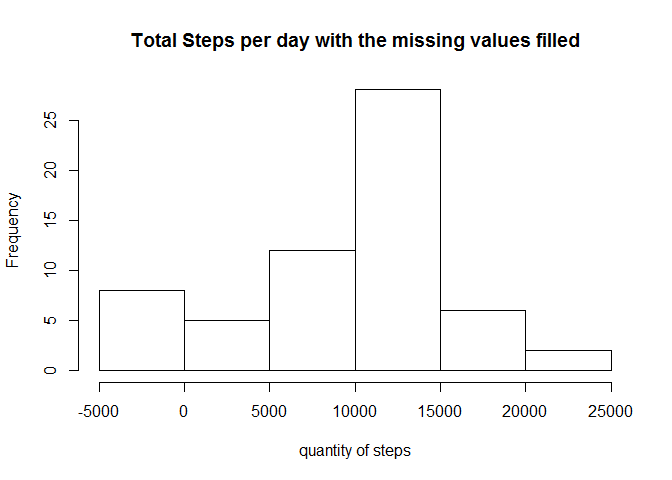 Total Steps per day with the missing values filled
Frequency
25
20
15
10
5
0
-5000 0 5000 10000 15000 20000 25000
quantity of steps